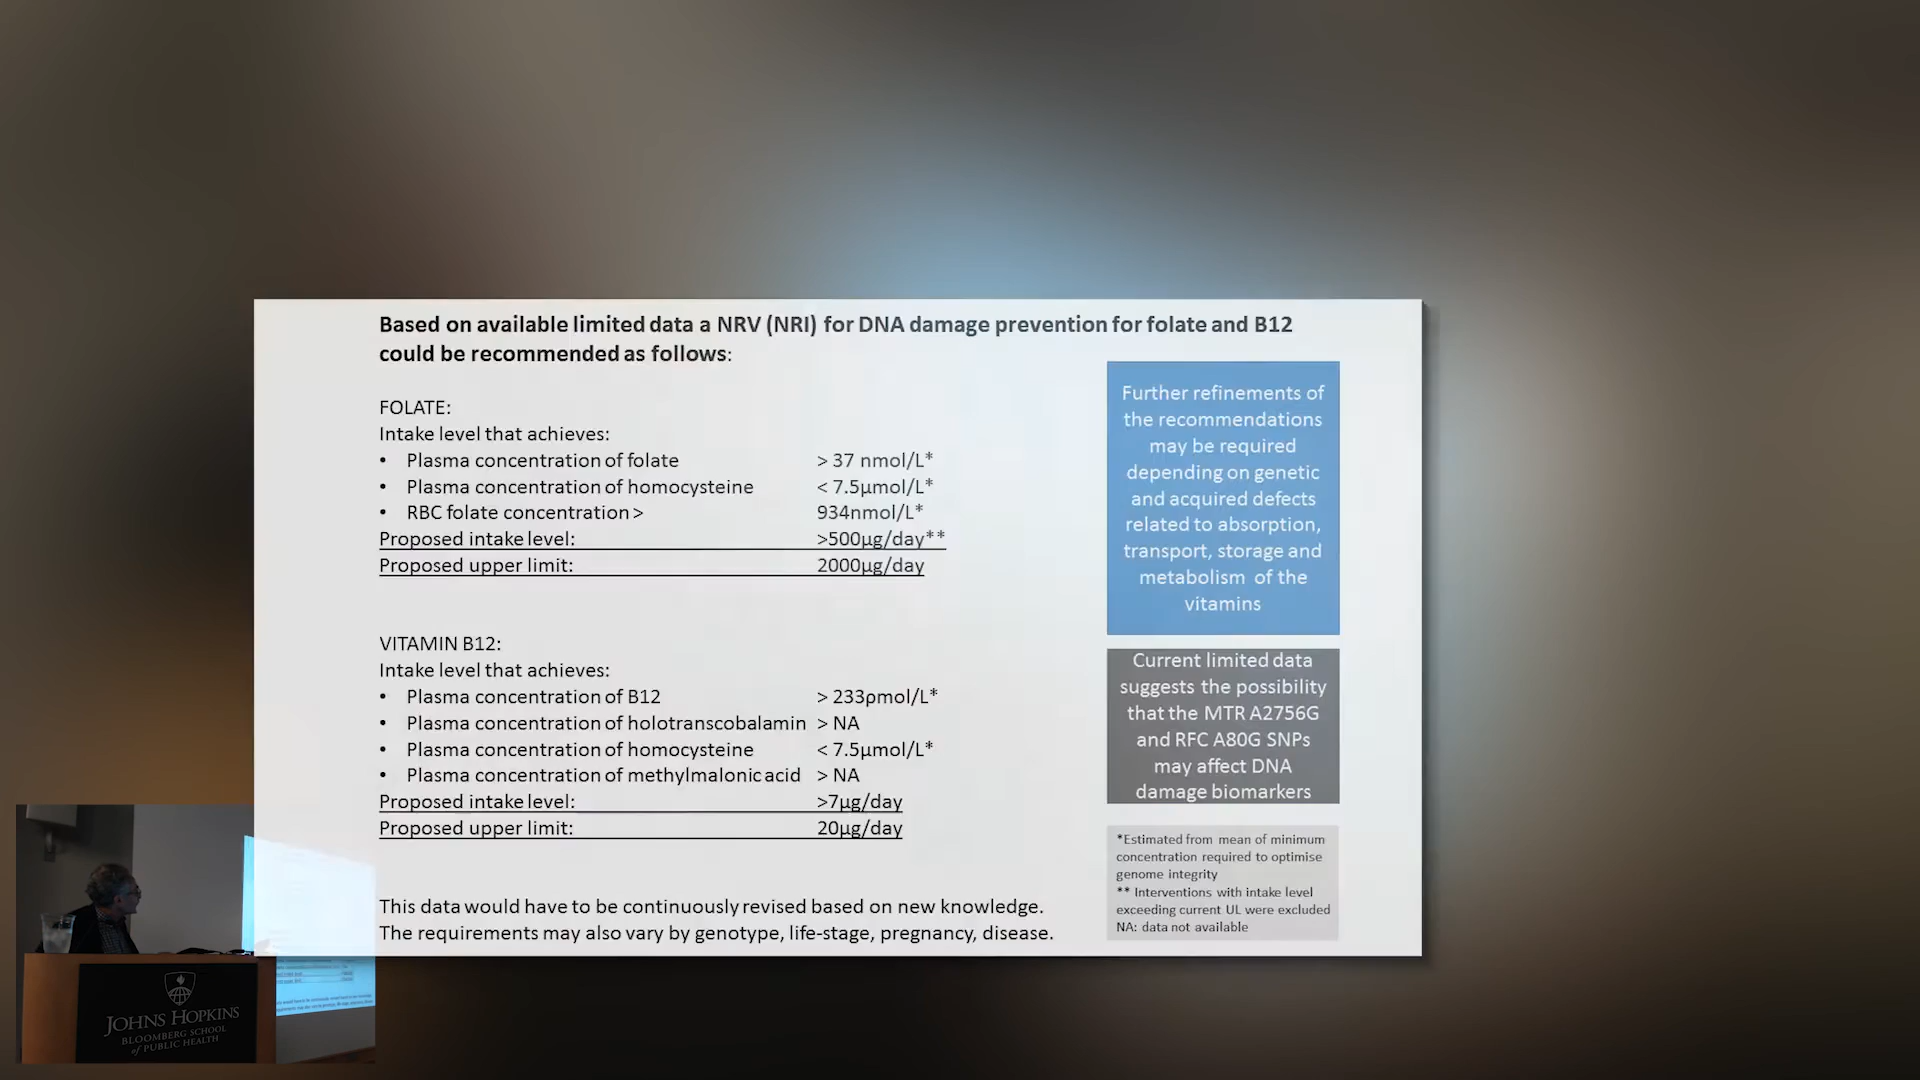 Based on available limited data a NRV (NRI) for DNA damage prevention for folate and B12
could be recommended as follows:
FOLATE:
Intake level that achieves:
• Plasma concentration of folate > 37 nmol/L*
• Plasma concentration of homocysteine < 7.5µmol/L*
• RBC folate concentration > 934nmol/L*
Proposed intake level: >500µg/day**
Proposed upper limit: 2000µg/day
VITAMIN B12:
Intake level that achieves:
• Plasma concentration of B12 > 233ρmol/L*
• Plasma concentration of holotranscobalamin > NA
• Plasma concentration of homocysteine < 7.5µmol/L*
• Plasma concentration of methylmalonic acid > NA
Proposed intake level: >7µg/day
Proposed upper limit: 20µg/day
This data would have to be continuously revised based on new knowledge.
The requirements may also vary by genotype, life-stage, pregnancy, disease.
Further refinements of
the recommendations
may be required
depending on genetic
and acquired defects
related to absorption,
transport, storage and
metabolism of the
vitamins
Current limited data
suggests the possibility
that the MTR A2756G
and RFC A80G SNPs
may affect DNA
damage biomarkers
*Estimated from mean of minimum
concentration required to optimise
genome integrity
** Interventions with intake level
exceeding current UL were excluded
NA: data not available
JOHNS HOPKINS
BLOOMBERG SCHOOL
of PUBLIC HEALTH